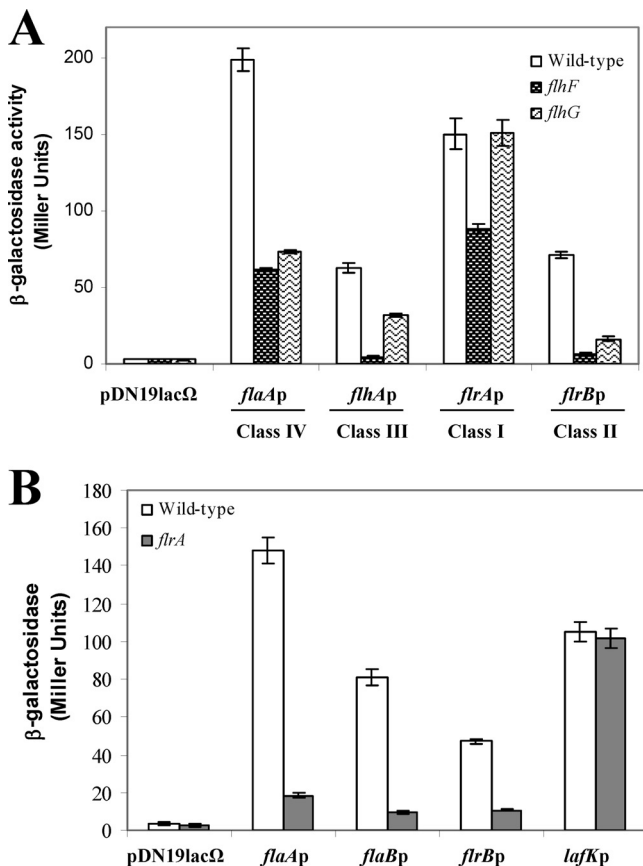 A
β-galactosidase activity
(Miller Units)
200
150
100
50
0
Wild-type
flhF
flhG
pDN19lacΩ
flaAp
flhAp
flrAp
flrBp
Class IV
Class III
Class I
Class II
B
β-galactosidase
(Miller Units)
180
160
140
120
100
80
60
40
20
0
Wild-type
flrA
pDN19lacΩ
flaAp
flaBp
flrBp
lafKp